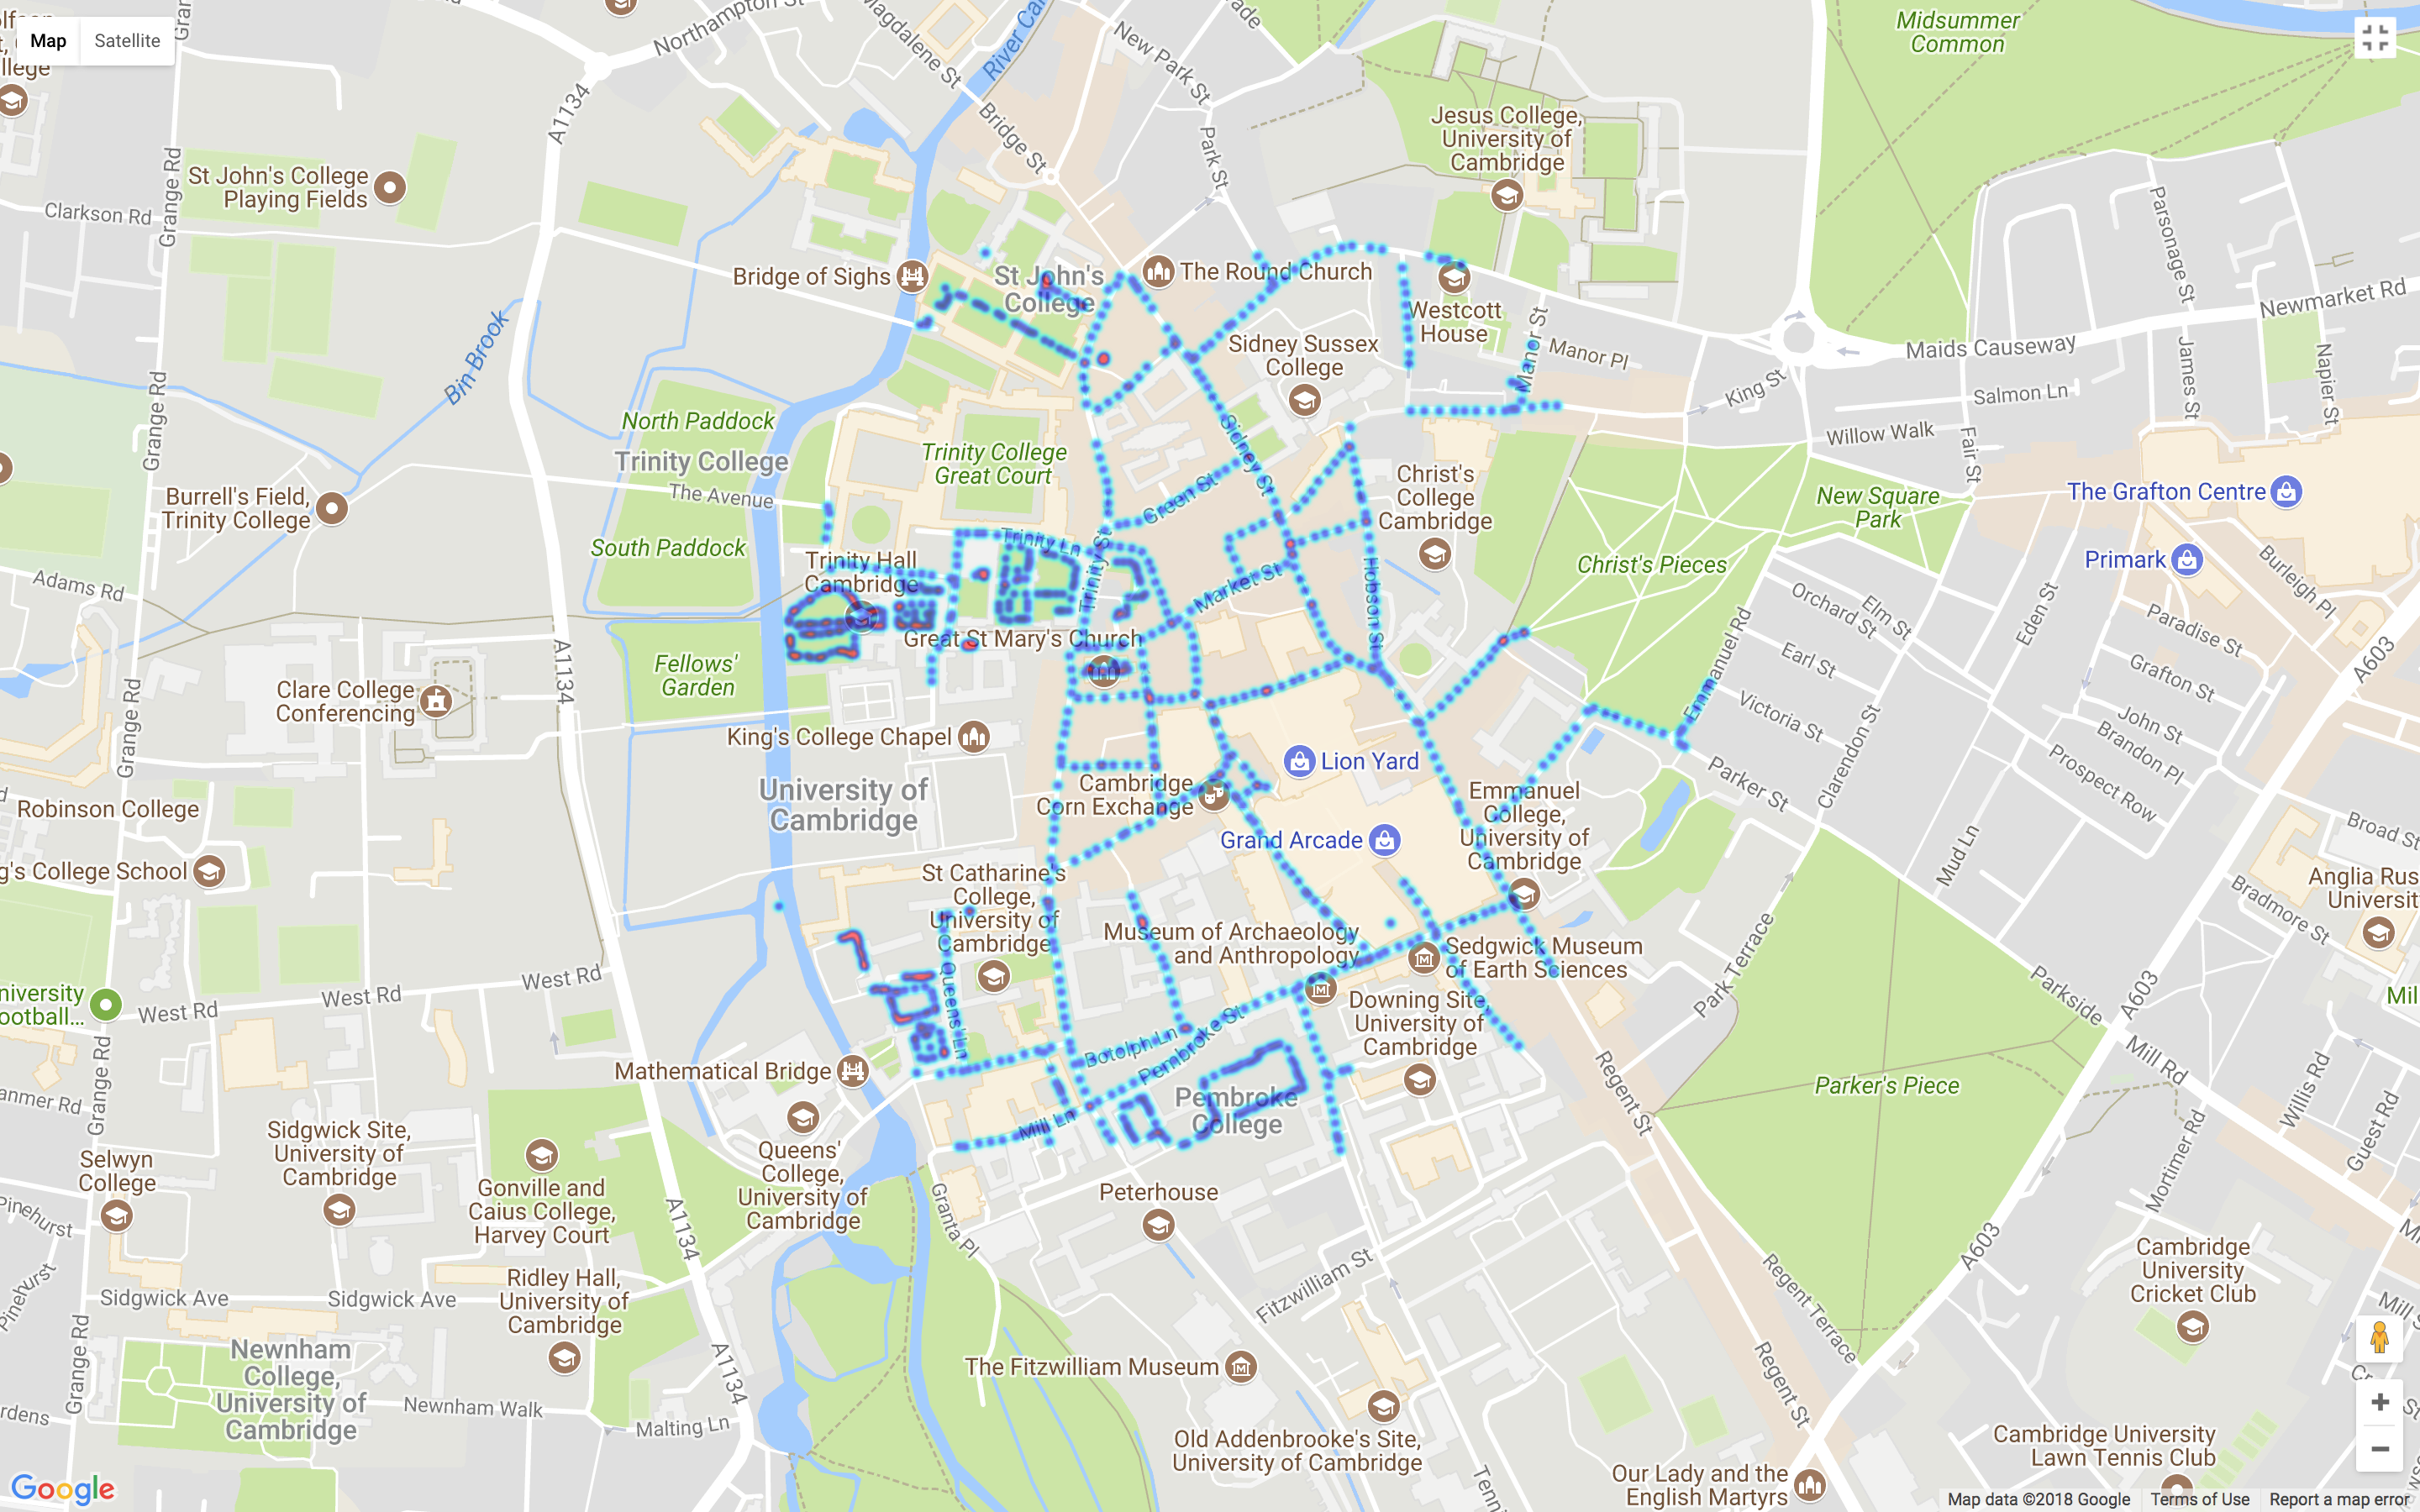 Map
Satellite
Northampton St
Magdalene St
River Cam
New Park St
Midsummer
Common
A1134
Bridge St
Park St
Jesus College,
University of
Cambridge
St John's College
Playing Fields
Clarkson Rd
Grange Rd
Bridge of Sighs
St John's
College
The Round Church
Westcott
House
Manor St
Manor Pl
Parsonage St
Newmarket Rd
Maids Causeway
James St
Napier St
King St
Salmon Ln
Willow Walk
Fair St
Bin Brook
Sidney Sussex
College
North Paddock
Trinity College
Trinity College
Great Court
Sidney St
Grange Rd
Burrell's Field,
Trinity College
The Avenue
Green St
Christ's
College
Cambridge
New Square
Park
The Grafton Centre
Primark
Burleigh Pl
South Paddock
Trinity Ln
Trinity St
Trinity Hall
Cambridge
Hobson St
Christ's Pieces
Market St
Adams Rd
Orchard St
Elm St
Eden St
Paradise St
Grafton St
A603
Great St Mary's Church
Fellows'
Garden
A1134
Earl St
Emmanuel Rd
Victoria St
Clarendon St
John St
Brandon Pl
Prospect Row
Clare College
Conferencing
Grange Rd
King's College Chapel
Lion Yard
Parker St
University of
Cambridge
Cambridge
Corn Exchange
Emmanuel
College,
University of
Cambridge
Grand Arcade
Robinson College
g's College School
Mud Ln
Broad St
Bradmore St
Anglia Rus
Universit
St Catharine's
College,
University of
Cambridge
Museum of Archaeology
and Anthropology
Sedgwick Museum
of Earth Sciences
Park Terrace
Parkside
A603
Queens' Ln
West Rd
West Rd
West Rd
niversity
ootball...
Downing Site,
University of
Cambridge
Botolph Ln
Pembroke St
Mill Rd
Mil
Willis Rd
Guest Rd
Mathematical Bridge
Pembroke
College
Regent St
Parker's Piece
Mill Ln
anmer Rd
Grange Rd
Sidgwick Site,
University of
Cambridge
Selwyn
College
Queens'
College,
University of
Cambridge
Gonville and
Caius College,
Harvey Court
A1134
Granta Pl
Peterhouse
Mortimer Rd
Pinehurst
Pinehurst
Fitzwilliam St
A603
Cambridge
University
Cricket Club
Sidgwick Ave
Sidgwick Ave
Ridley Hall,
University of
Cambridge
Regent Terrace
Mill S
Newnham
College,
University of
Cambridge
Grange Rd
A1134
The Fitzwilliam Museum
Regent St
Newnham Walk
Malting Ln
rdens
Old Addenbrooke's Site,
University of Cambridge
Tenni
Cambridge University
Lawn Tennis Club
Our Lady and the
English Martyrs
Google
Map data ©2018 Google
Terms of Use
Report a map error